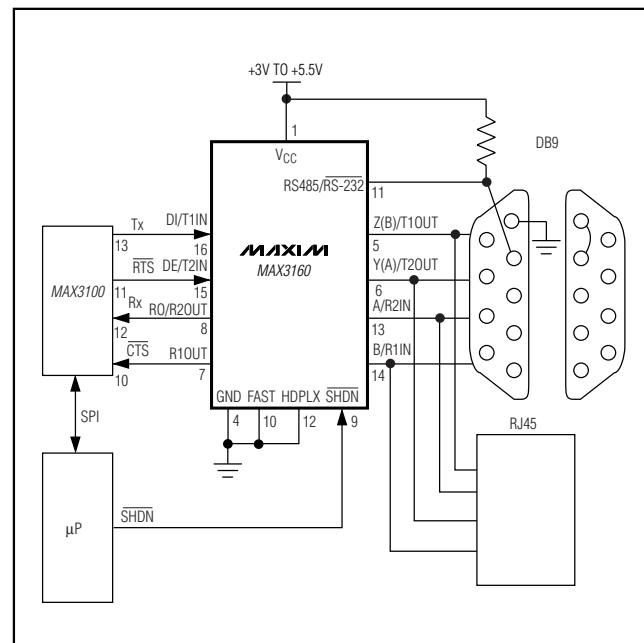 +3V TO +5.5V
1
VCC
DB9
RS485/RS-232
11
Tx
DI/T1IN
13
16
RTS
DE/T2IN
11
15
Rx
RO/R2OUT
12
8
CTS
R1OUT
10
7
MAX3100
MAXIM
MAX3160
Z(B)/T1OUT
5
Y(A)/T2OUT
6
A/R2IN
13
B/R1IN
14
GND FAST HDPLX SHDN
4 10 12 9
SPI
RJ45
µP
SHDN